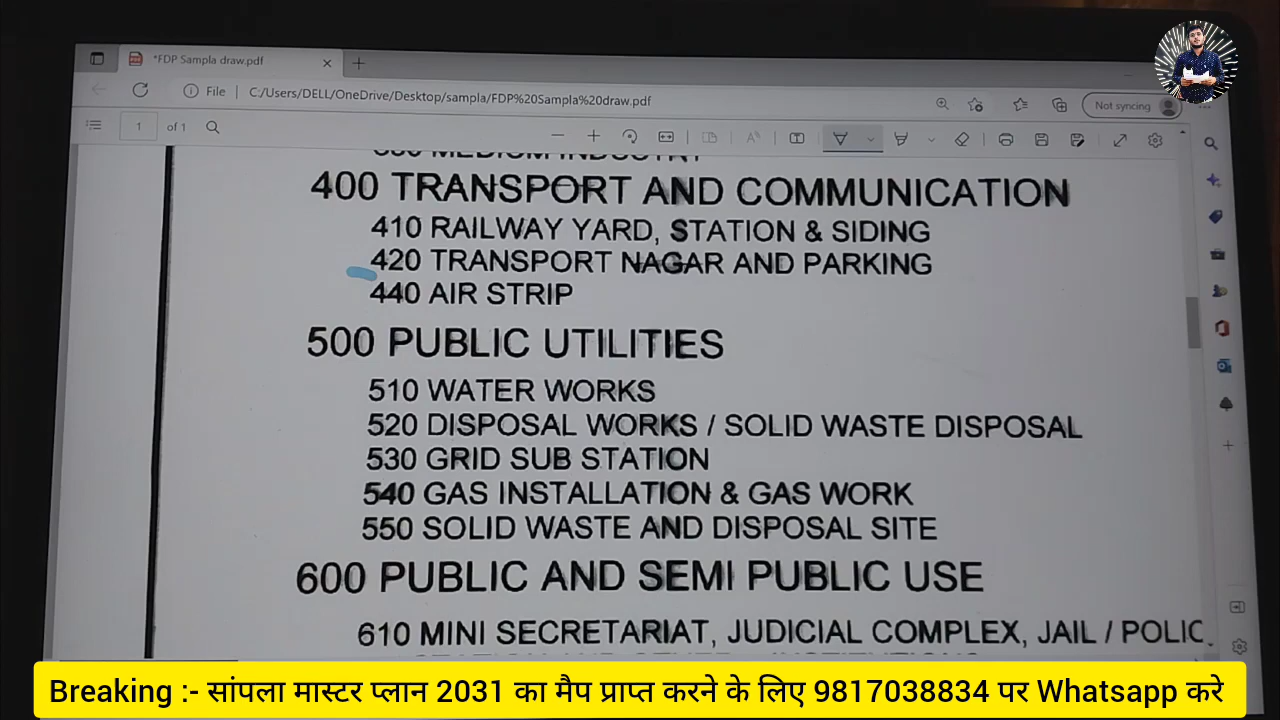 *FDP Sampla draw.pdf
File
C:/Users/DELL/OneDrive/Desktop/sampla/FDP%20Sampla%20draw.pdf
Not syncing
1 of 1
MEDIUM INDUSTRY
400 TRANSPORT AND COMMUNICATION
410 RAILWAY YARD, STATION & SIDING
420 TRANSPORT NAGAR AND PARKING
440 AIR STRIP
500 PUBLIC UTILITIES
510 WATER WORKS
520 DISPOSAL WORKS / SOLID WASTE DISPOSAL
530 GRID SUB STATION
540 GAS INSTALLATION & GAS WORK
550 SOLID WASTE AND DISPOSAL SITE
600 PUBLIC AND SEMI PUBLIC USE
610 MINI SECRETARIAT, JUDICIAL COMPLEX, JAIL / POLIC
Breaking :- सांपला मास्टर प्लान 2031 का मैप प्राप्त करने के लिए 9817038834 पर Whatsapp करे